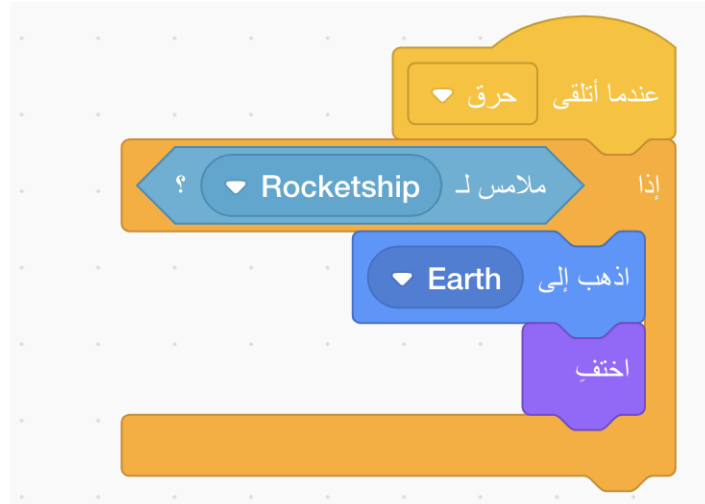 عندما أتلقى حرق
إذا ملامس لـ Rocketship ؟
اذهب إلى Earth
اختفِ